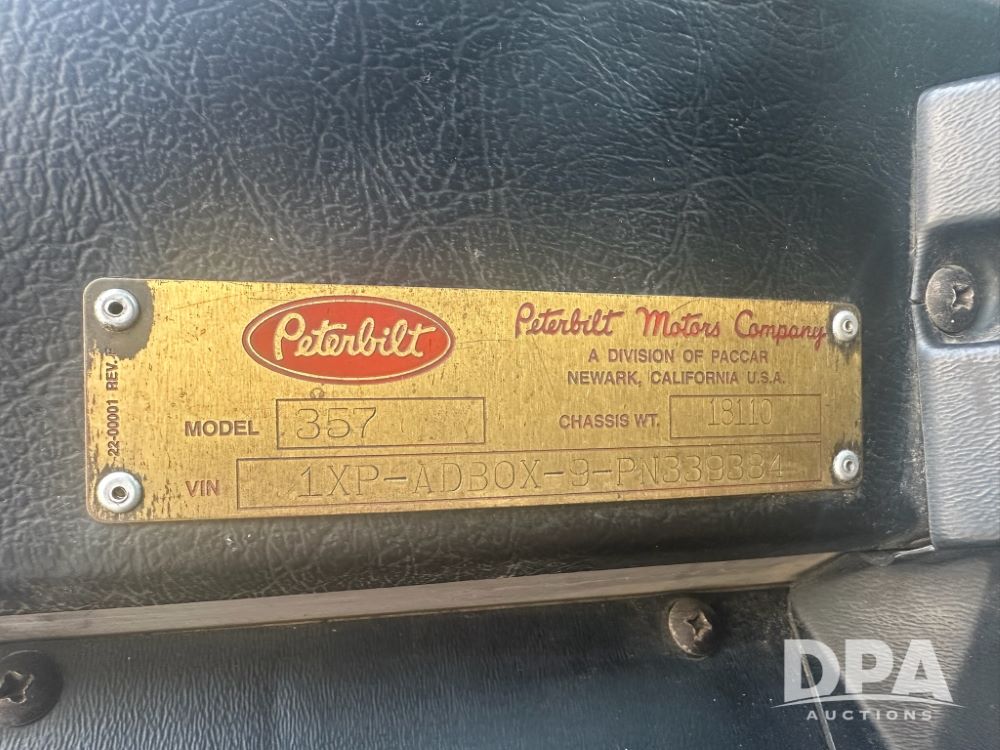 Peterbilt
Peterbilt Motors Company
A DIVISION OF PACCAR
NEWARK, CALIFORNIA U.S.A.
22-00001 REV.
MODEL 357
CHASSIS WT. 18110
VIN 1XP-ADB0X-9-PN339384
DPA
AUCTIONS